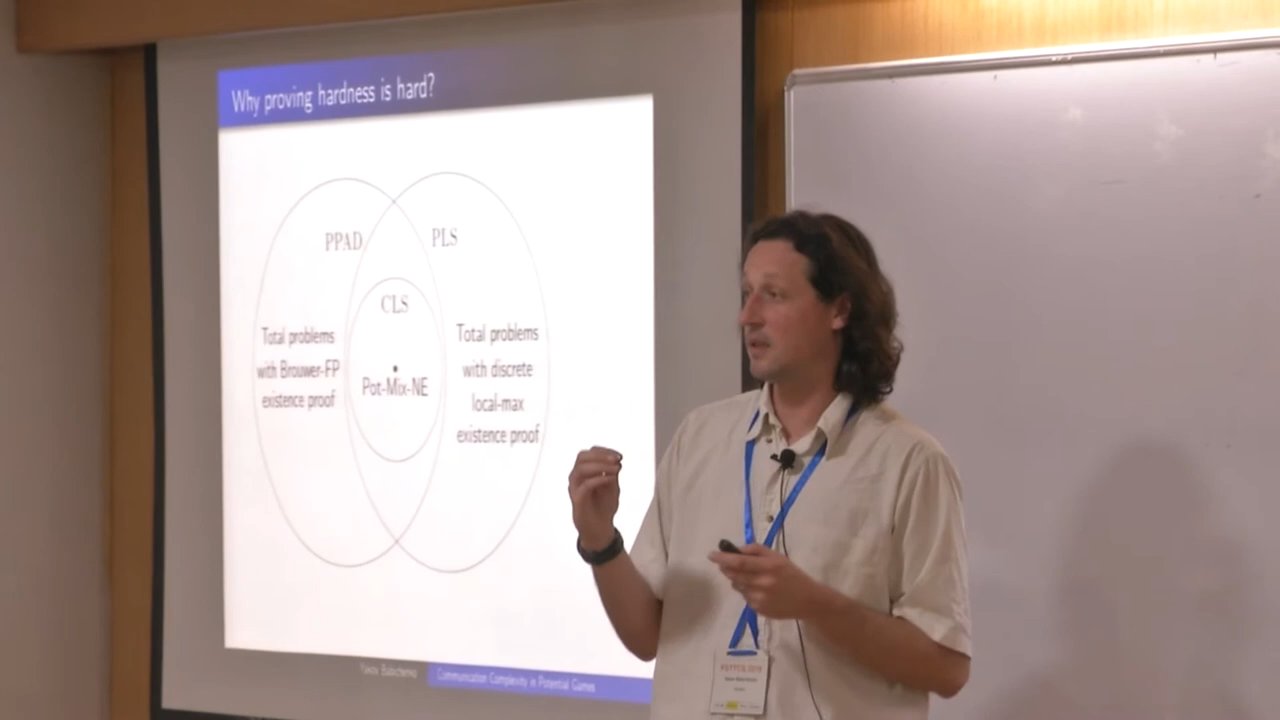 Why proving hardness is hard?
PPAD
PLS
CLS
Total problems
with Brouwer-FP
existence proof
Pot-Mix-NE
Total problems
with discrete
local-max
existence proof
Yakov Babichenko
Communication Complexity in Potential Games